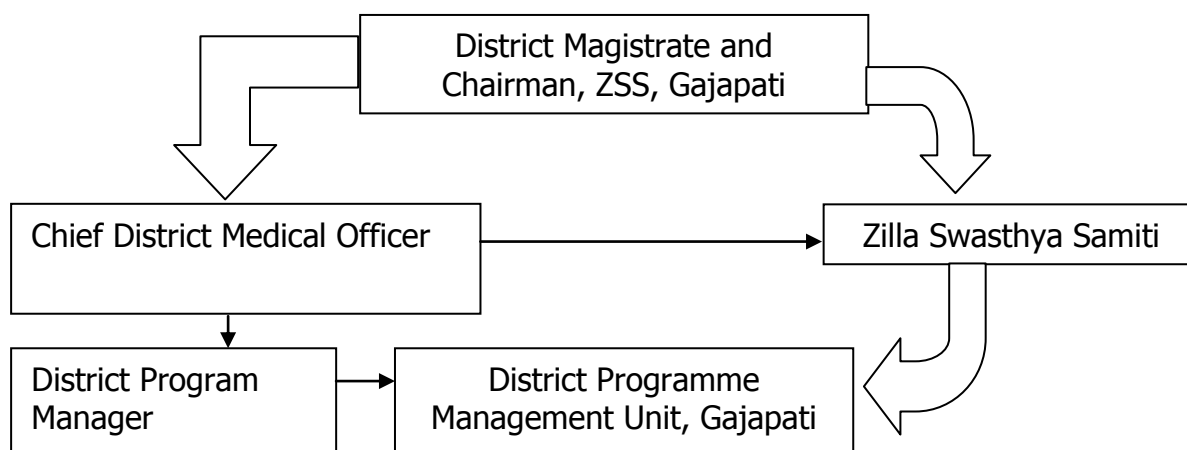 District Magistrate and
Chairman, ZSS, Gajapati
Chief District Medical Officer
Zilla Swasthya Samiti
District Program
Manager
District Programme
Management Unit, Gajapati